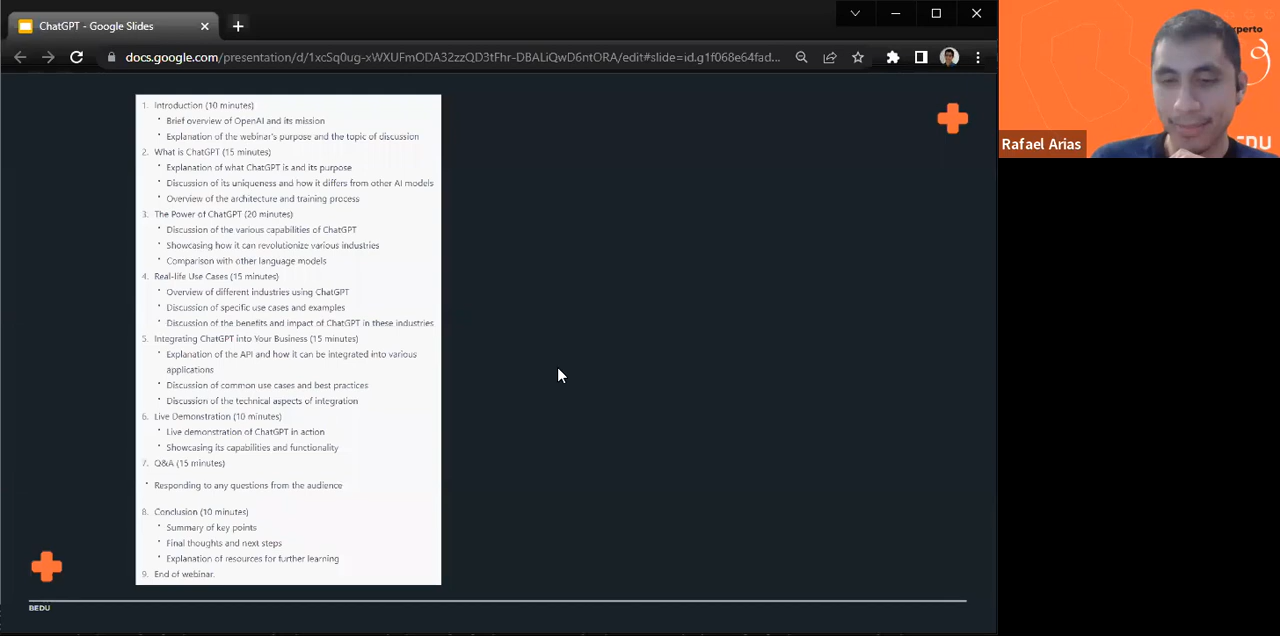 ChatGPT - Google Slides
docs.google.com/presentation/d/1xcSq0ug-xWXUFmODA32zzQD3tFhr-DBALiQwD6ntORA/edit#slide=id.g1f068e64fad...
1. Introduction (10 minutes)
• Brief overview of OpenAI and its mission
• Explanation of the webinar's purpose and the topic of discussion
2. What is ChatGPT (15 minutes)
• Explanation of what ChatGPT is and its purpose
• Discussion of its uniqueness and how it differs from other AI models
• Overview of the architecture and training process
3. The Power of ChatGPT (20 minutes)
• Discussion of the various capabilities of ChatGPT
• Showcasing how it can revolutionize various industries
• Comparison with other language models
4. Real-life Use Cases (15 minutes)
• Overview of different industries using ChatGPT
• Discussion of specific use cases and examples
• Discussion of the benefits and impact of ChatGPT in these industries
5. Integrating ChatGPT into Your Business (15 minutes)
• Explanation of the API and how it can be integrated into various
applications
• Discussion of common use cases and best practices
• Discussion of the technical aspects of integration
6. Live Demonstration (10 minutes)
• Live demonstration of ChatGPT in action
• Showcasing its capabilities and functionality
7. Q&A (15 minutes)
• Responding to any questions from the audience
8. Conclusion (10 minutes)
• Summary of key points
• Final thoughts and next steps
• Explanation of resources for further learning
9. End of webinar.
BEDU
Rafael Arias